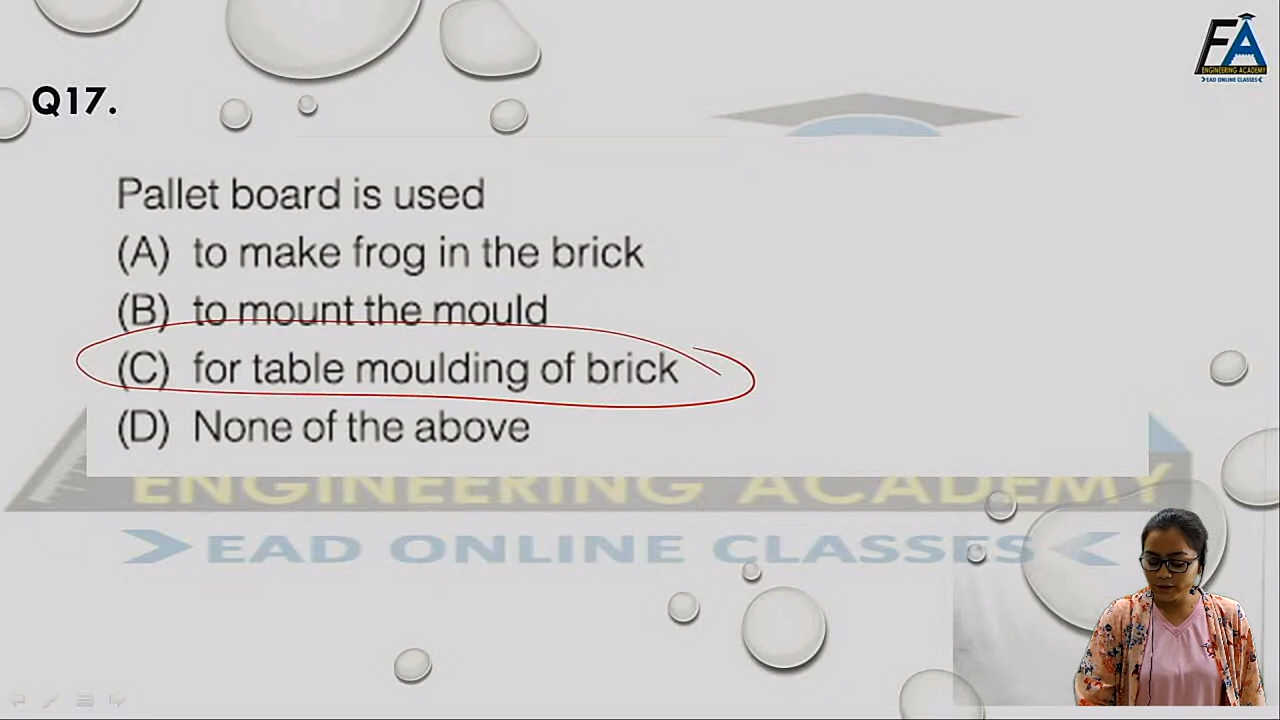 FA
ENGINEERING ACADEMY
EAD ONLINE CLASSES
Q17.
Pallet board is used
(A) to make frog in the brick
(B) to mount the mould
(C) for table moulding of brick
(D) None of the above
ENGINEERING ACADEMY
EAD ONLINE CLASSES